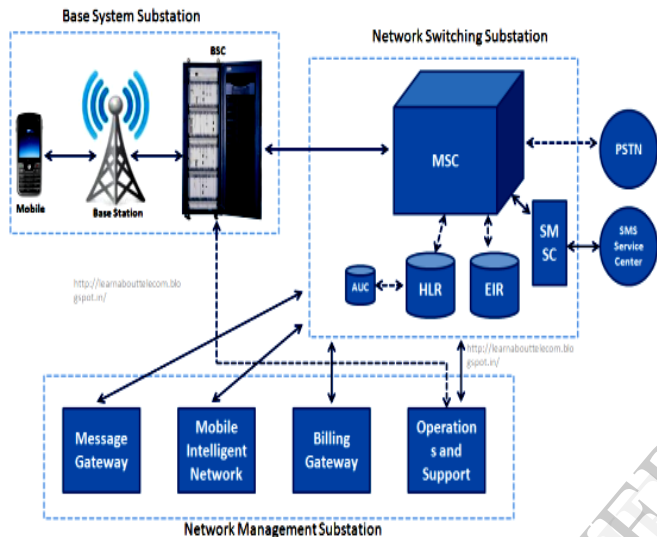 Base System Substation
BSC
Network Switching Substation
MSC
PSTN
Mobile
Base Station
SM
SC
SMS
Service
Center
AUC
HLR
EIR
http://learnabouttelecom.blo
gspot.in/
http://learnabouttelecom.blo
gspot.in/
Message
Gateway
Mobile
Intelligent
Network
Billing
Gateway
Operation
s and
Support
Network Management Substation